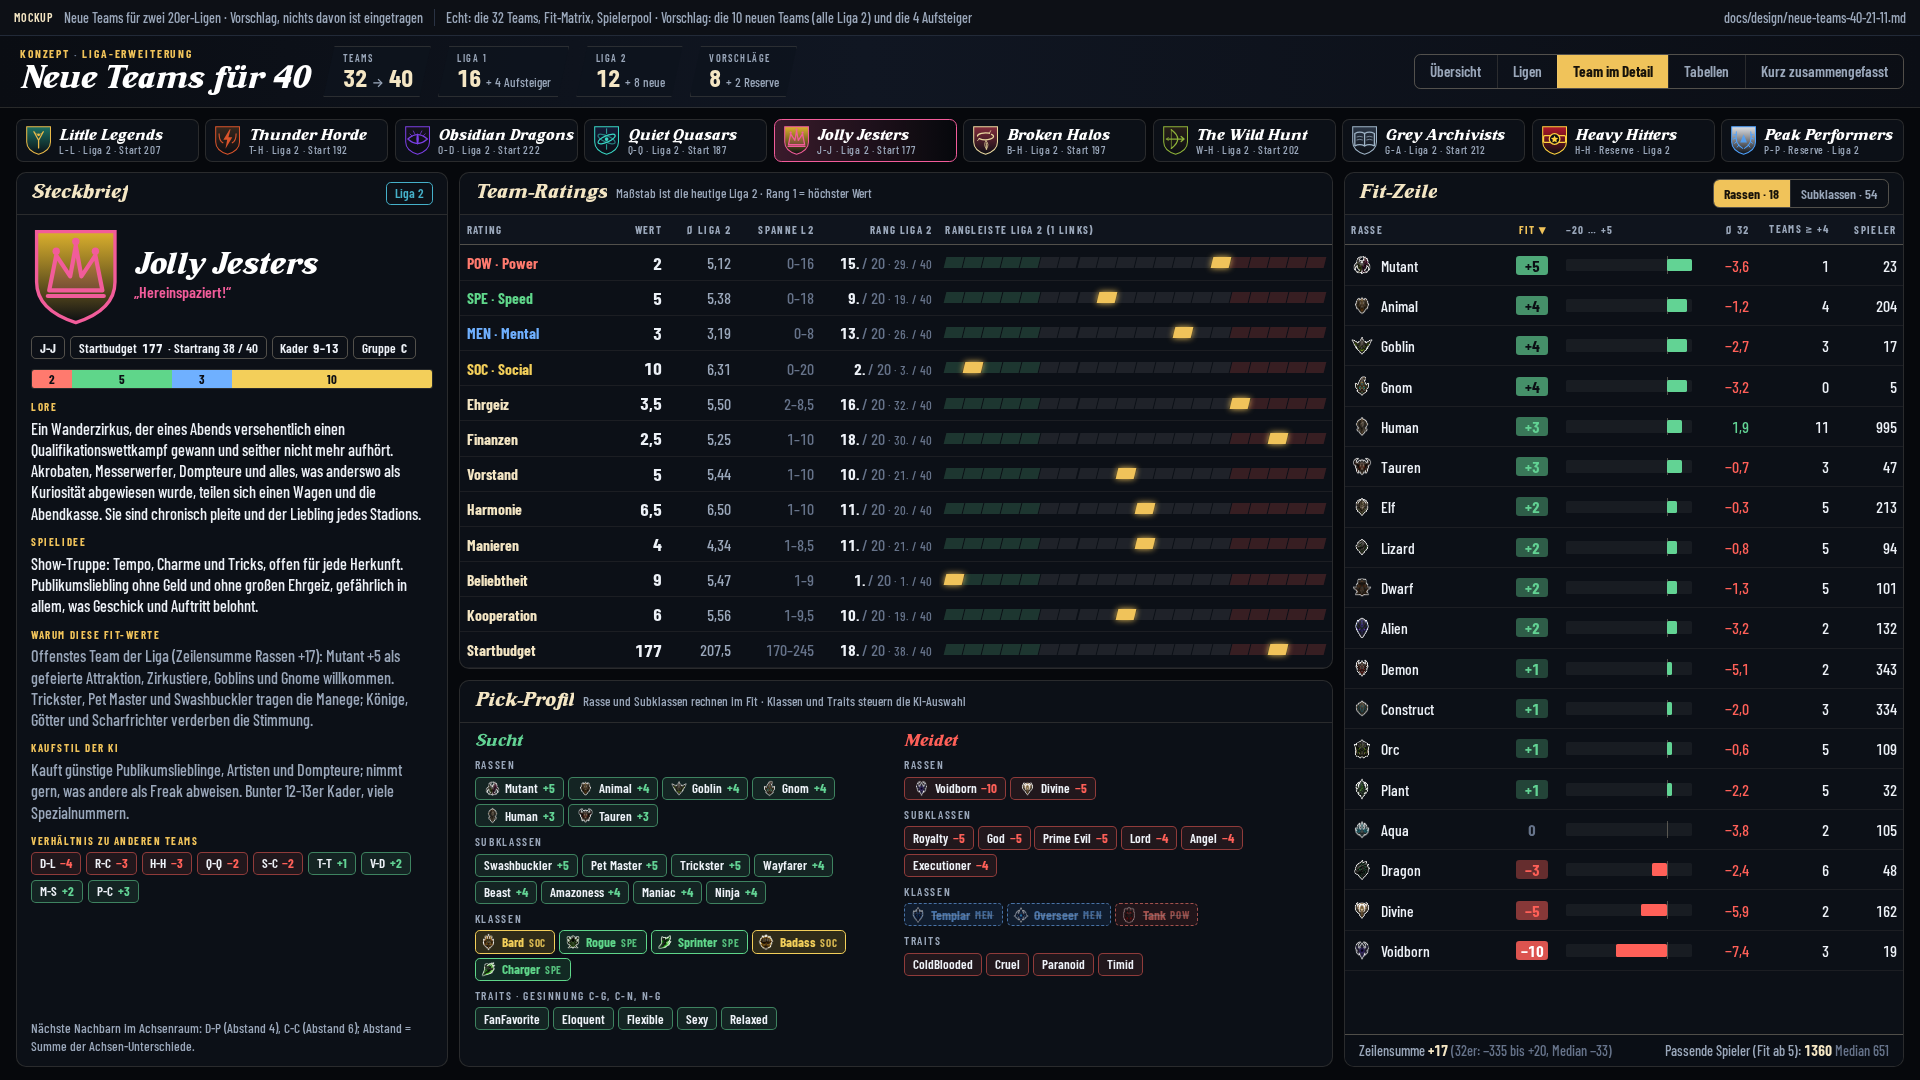 MOCKUP Neue Teams für zwei 20er-Ligen · Vorschlag, nichts davon ist eingetragen Echt: die 32 Teams, Fit-Matrix, Spielerpool · Vorschlag: die 10 neuen Teams (alle Liga 2) und die 4 Aufsteiger docs/design/neue-teams-40-21-11.md
KONZEPT · LIGA-ERWEITERUNG
Neue Teams für 40
TEAMS
32 → 40
LIGA 1
16 + 4 Aufsteiger
LIGA 2
12 + 8 neue
VORSCHLÄGE
8 + 2 Reserve
Übersicht Ligen Team im Detail Tabellen Kurz zusammengefasst
Little Legends
L-L · Liga 2 · Start 207
Thunder Horde
T-H · Liga 2 · Start 192
Obsidian Dragons
O-D · Liga 2 · Start 222
Quiet Quasars
Q-Q · Liga 2 · Start 187
Jolly Jesters
J-J · Liga 2 · Start 177
Broken Halos
B-H · Liga 2 · Start 197
The Wild Hunt
W-H · Liga 2 · Start 202
Grey Archivists
G-A · Liga 2 · Start 212
Heavy Hitters
H-H · Reserve · Liga 2
Peak Performers
P-P · Reserve · Liga 2
Steckbrief Liga 2
Jolly Jesters
„Hereinspaziert!“
J-J Startbudget 177 · Startrang 38 / 40 Kader 9–13 Gruppe C
2 5 3 10
LORE
Ein Wanderzirkus, der eines Abends versehentlich einen
Qualifikationswettkampf gewann und seither nicht mehr aufhört.
Akrobaten, Messerwerfer, Dompteure und alles, was anderswo als
Kuriosität abgewiesen wurde, teilen sich einen Wagen und die
Abendkasse. Sie sind chronisch pleite und der Liebling jedes Stadions.
SPIELIDEE
Show-Truppe: Tempo, Charme und Tricks, offen für jede Herkunft.
Publikumsliebling ohne Geld und ohne großen Ehrgeiz, gefährlich in
allem, was Geschick und Auftritt belohnt.
WARUM DIESE FIT-WERTE
Offenstes Team der Liga (Zeilensumme Rassen +17): Mutant +5 als
gefeierte Attraktion, Zirkustiere, Goblins und Gnome willkommen.
Trickster, Pet Master und Swashbuckler tragen die Manege; Könige,
Götter und Scharfrichter verderben die Stimmung.
KAUFSTIL DER KI
Kauft günstige Publikumslieblinge, Artisten und Dompteure; nimmt
gern, was andere als Freak abweisen. Bunter 12-13er Kader, viele
Spezialnummern.
VERHÄLTNIS ZU ANDEREN TEAMS
D-L −4 R-C −3 H-H −3 Q-Q −2 S-C −2 T-T +1 V-D +2
M-S +2 P-C +3
Nächste Nachbarn im Achsenraum: D-P (Abstand 4), C-C (Abstand 6); Abstand =
Summe der Achsen-Unterschiede.
Team-Ratings Maßstab ist die heutige Liga 2 · Rang 1 = höchster Wert
RATING WERT Ø LIGA 2 SPANNE L2 RANG LIGA 2 RANGLEISTE LIGA 2 (1 LINKS)
POW · Power 2 5,12 0–16 15. / 20 · 29. / 40
SPE · Speed 5 5,38 0–18 9. / 20 · 19. / 40
MEN · Mental 3 3,19 0–8 13. / 20 · 26. / 40
SOC · Social 10 6,31 0–20 2. / 20 · 3. / 40
Ehrgeiz 3,5 5,50 2–8,5 16. / 20 · 32. / 40
Finanzen 2,5 5,25 1–10 18. / 20 · 30. / 40
Vorstand 5 5,44 1–10 10. / 20 · 21. / 40
Harmonie 6,5 6,50 1–10 11. / 20 · 20. / 40
Manieren 4 4,34 1–8,5 11. / 20 · 21. / 40
Beliebtheit 9 5,47 1–9 1. / 20 · 1. / 40
Kooperation 6 5,56 1–9,5 10. / 20 · 19. / 40
Startbudget 177 207,5 170–245 18. / 20 · 38. / 40
Pick-Profil Rasse und Subklassen rechnen im Fit · Klassen und Traits steuern die KI-Auswahl
Sucht
RASSEN
Mutant +5 Animal +4 Goblin +4 Gnom +4
Human +3 Tauren +3
SUBKLASSEN
Swashbuckler +5 Pet Master +5 Trickster +5 Wayfarer +4
Beast +4 Amazoness +4 Maniac +4 Ninja +4
KLASSEN
Bard SOC Rogue SPE Sprinter SPE Badass SOC
Charger SPE
TRAITS · GESINNUNG C-G, C-N, N-G
FanFavorite Eloquent Flexible Sexy Relaxed
Meidet
RASSEN
Voidborn −10 Divine −5
SUBKLASSEN
Royalty −5 God −5 Prime Evil −5 Lord −4 Angel −4
Executioner −4
KLASSEN
Templar MEN Overseer MEN Tank POW
TRAITS
ColdBlooded Cruel Paranoid Timid
Fit-Zeile Rassen · 18 Subklassen · 54
RASSE FIT ▼ −20 … +5 Ø 32 TEAMS ≥ +4 SPIELER
Mutant +5 −3,6 1 23
Animal +4 −1,2 4 204
Goblin +4 −2,7 3 17
Gnom +4 −3,2 0 5
Human +3 1,9 11 995
Tauren +3 −0,7 3 47
Elf +2 −0,3 5 213
Lizard +2 −0,8 5 94
Dwarf +2 −1,3 5 101
Alien +2 −3,2 2 132
Demon +1 −5,1 2 343
Construct +1 −2,0 3 334
Orc +1 −0,6 5 109
Plant +1 −2,2 5 32
Aqua 0 −3,8 2 105
Dragon −3 −2,4 6 48
Divine −5 −5,9 2 162
Voidborn −10 −7,4 3 19
Zeilensumme +17 (32er: −335 bis +20, Median −33) Passende Spieler (Fit ab 5): 1360 Median 651